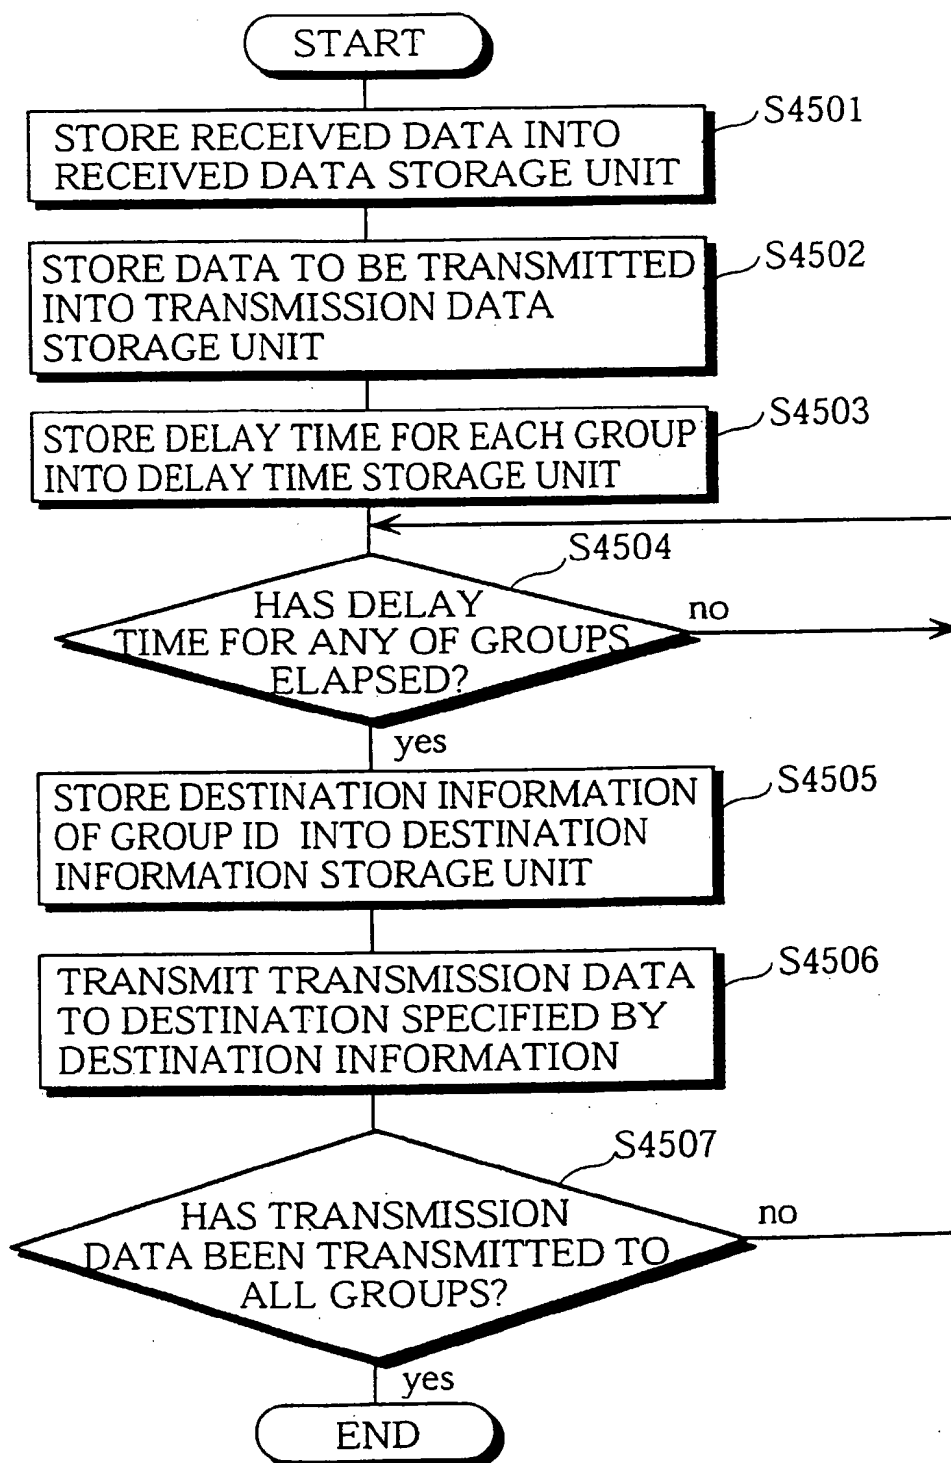 START
S4501
STORE RECEIVED DATA INTO
RECEIVED DATA STORAGE UNIT
S4502
STORE DATA TO BE TRANSMITTED
INTO TRANSMISSION DATA
STORAGE UNIT
S4503
STORE DELAY TIME FOR EACH GROUP
INTO DELAY TIME STORAGE UNIT
S4504
HAS DELAY
TIME FOR ANY OF GROUPS
ELAPSED?
no
yes
S4505
STORE DESTINATION INFORMATION
OF GROUP ID INTO DESTINATION
INFORMATION STORAGE UNIT
S4506
TRANSMIT TRANSMISSION DATA
TO DESTINATION SPECIFIED BY
DESTINATION INFORMATION
S4507
HAS TRANSMISSION
DATA BEEN TRANSMITTED TO
ALL GROUPS?
no
yes
END